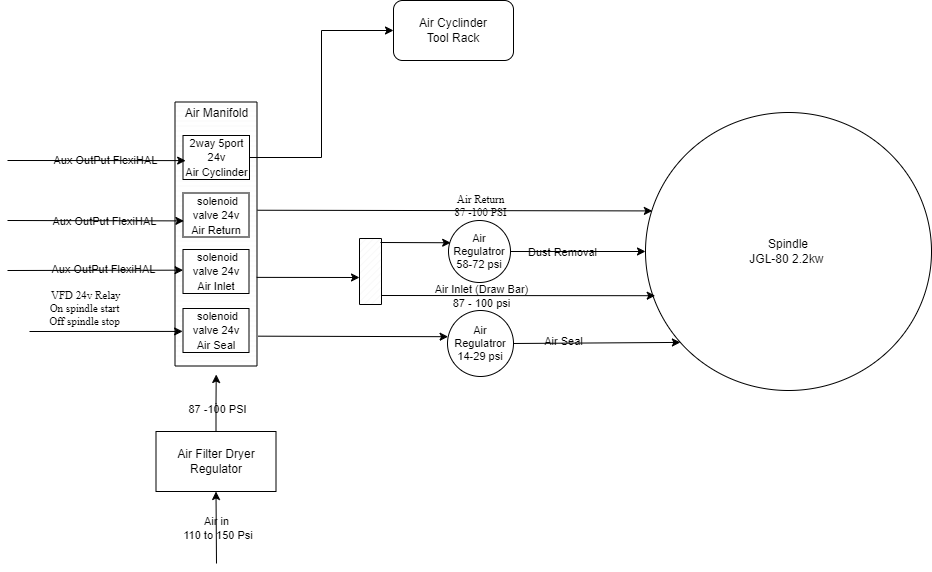 Air Cyclinder
Tool Rack
Air Manifold
2way 5port
24v
Air Cyclinder
Aux OutPut FlexiHAL
solenoid
valve 24v
Air Return
Aux OutPut FlexiHAL
Air Return
87 -100 PSI
Air
Regulatror
58-72 psi
Dust Removal
Spindle
JGL-80 2.2kw
solenoid
valve 24v
Air Inlet
Aux OutPut FlexiHAL
Air Inlet (Draw Bar)
87 - 100 psi
VFD 24v Relay
On spindle start
Off spindle stop
solenoid
valve 24v
Air Seal
Air
Regulatror
14-29 psi
Air Seal
87 -100 PSI
Air Filter Dryer
Regulator
Air in
110 to 150 Psi